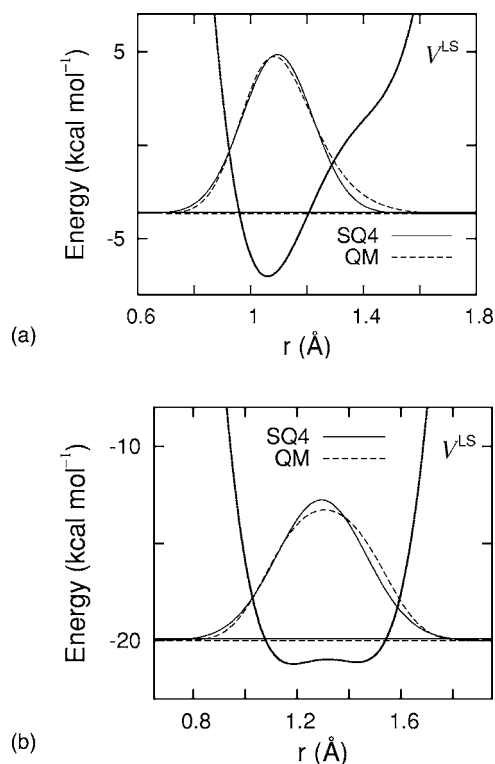 5
-5
Energy (kcal mol⁻¹)
V^LS
SQ4
QM
0.6 1 1.4 1.8
r (Å)
(a)
-10
-20
Energy (kcal mol⁻¹)
SQ4
QM
V^LS
0.8 1.2 1.6
r (Å)
(b)